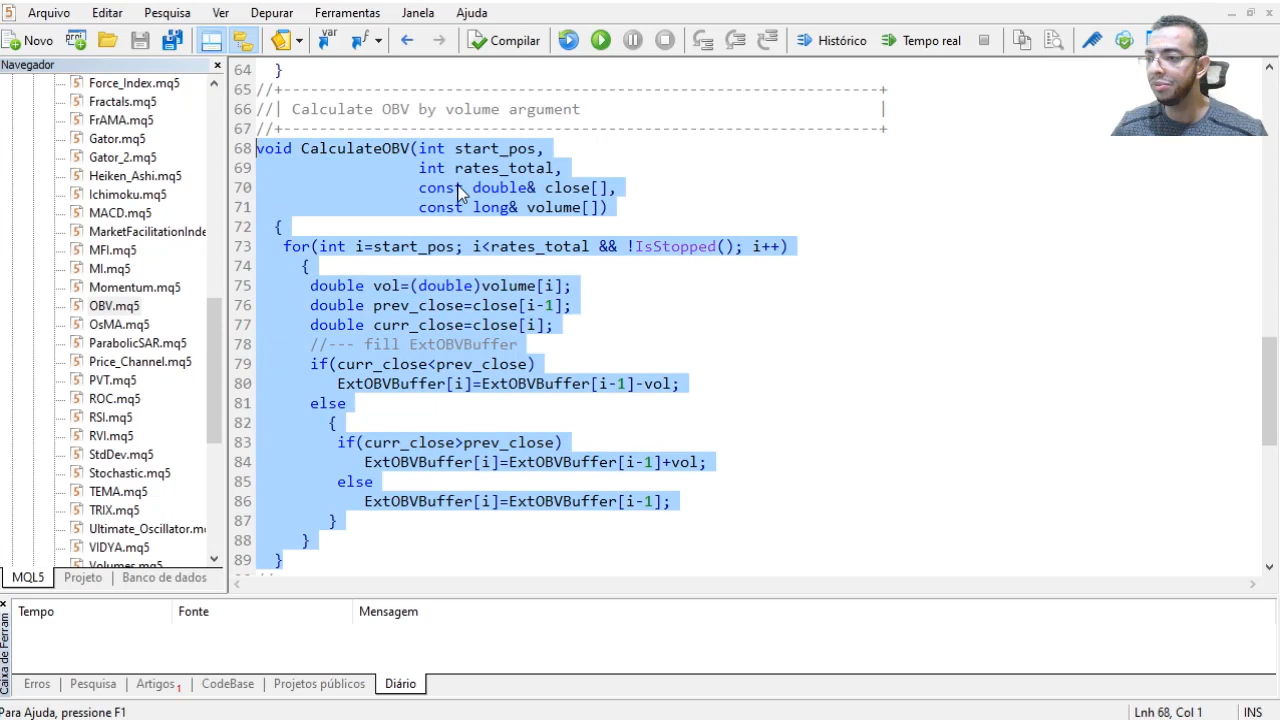 Arquivo Editar Pesquisa Ver Depurar Ferramentas Janela Ajuda
Novo Compilar Histórico Tempo real
Navegador
Force_Index.mq5
Fractals.mq5
FrAMA.mq5
Gator.mq5
Gator_2.mq5
Heiken_Ashi.mq5
Ichimoku.mq5
MACD.mq5
MarketFacilitationInde
MFI.mq5
MI.mq5
Momentum.mq5
OBV.mq5
OsMA.mq5
ParabolicSAR.mq5
Price_Channel.mq5
PVT.mq5
ROC.mq5
RSI.mq5
RVI.mq5
StdDev.mq5
Stochastic.mq5
TEMA.mq5
TRIX.mq5
Ultimate_Oscillator.m
VIDYA.mq5
Volumes.mq5
MQL5 Projeto Banco de dados
64 }
65 //+------------------------------------------------------------------+
66 //| Calculate OBV by volume argument |
67 //+------------------------------------------------------------------+
68 void CalculateOBV(int start_pos,
69 int rates_total,
70 const double& close[],
71 const long& volume[])
72 {
73 for(int i=start_pos; i<rates_total && !IsStopped(); i++)
74 {
75 double vol=(double)volume[i];
76 double prev_close=close[i-1];
77 double curr_close=close[i];
78 //--- fill ExtOBVBuffer
79 if(curr_close<prev_close)
80 ExtOBVBuffer[i]=ExtOBVBuffer[i-1]-vol;
81 else
82 {
83 if(curr_close>prev_close)
84 ExtOBVBuffer[i]=ExtOBVBuffer[i-1]+vol;
85 else
86 ExtOBVBuffer[i]=ExtOBVBuffer[i-1];
87 }
88 }
89 }
Tempo Fonte Mensagem
Caixa de Ferram
Erros Pesquisa Artigos 1 CodeBase Projetos públicos Diário
Para Ajuda, pressione F1 Lnh 68, Col 1 INS